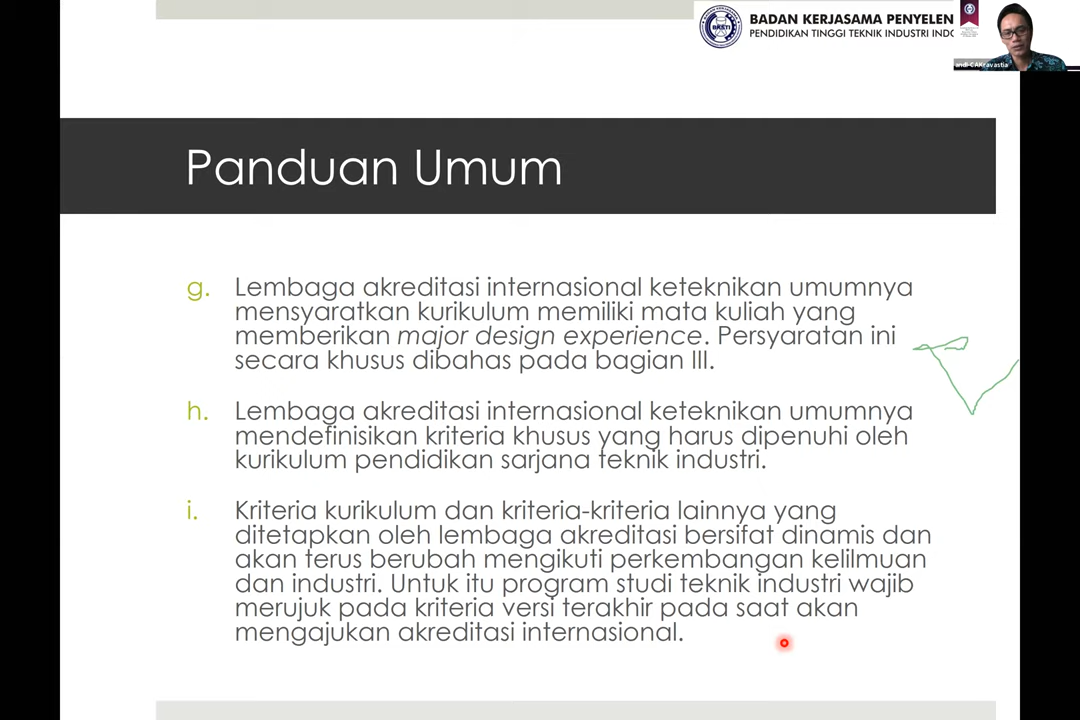 BADAN KERJASAMA PENYELEN
PENDIDIKAN TINGGI TEKNIK INDUSTRI INDO
BKSTI
andi-CAKravastia
Panduan Umum
g. Lembaga akreditasi internasional keteknikan umumnya
mensyaratkan kurikulum memiliki mata kuliah yang
memberikan major design experience. Persyaratan ini
secara khusus dibahas pada bagian III.
h. Lembaga akreditasi internasional keteknikan umumnya
mendefinisikan kriteria khusus yang harus dipenuhi oleh
kurikulum pendidikan sarjana teknik industri.
i. Kriteria kurikulum dan kriteria-kriteria lainnya yang
ditetapkan oleh lembaga akreditasi bersifat dinamis dan
akan terus berubah mengikuti perkembangan kelilmuan
dan industri. Untuk itu program studi teknik industri wajib
merujuk pada kriteria versi terakhir pada saat akan
mengajukan akreditasi internasional.